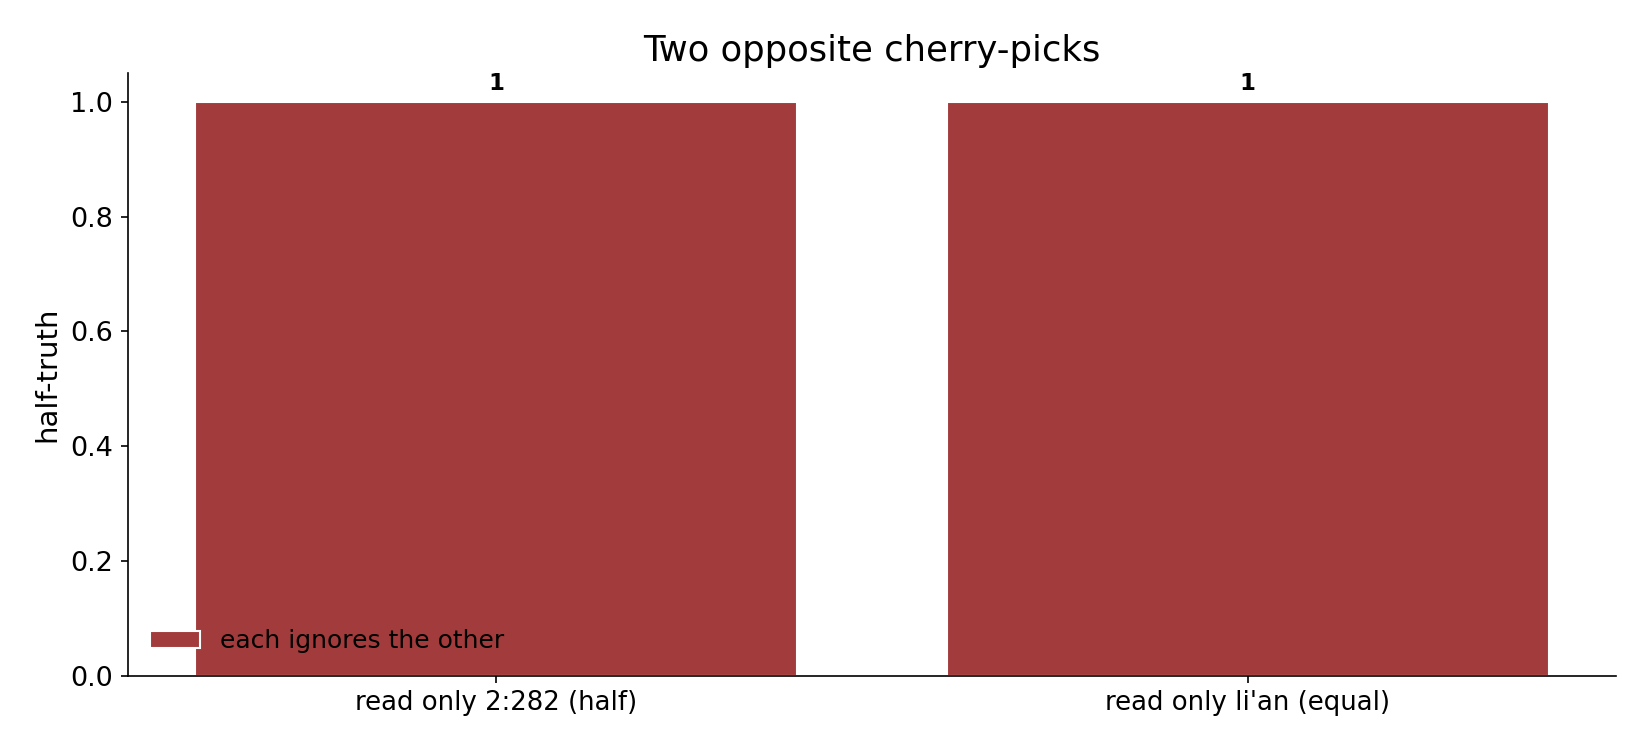 Two opposite cherry-picks
1
1
1.0
0.8
0.6
0.4
0.2
0.0
half-truth
each ignores the other
read only 2:282 (half)
read only li'an (equal)